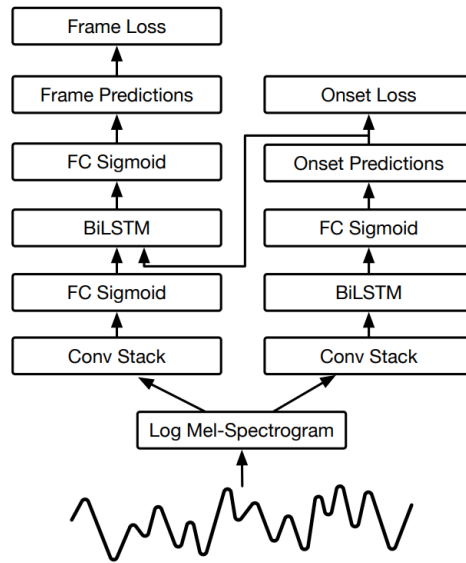 Frame Loss
Frame Predictions
Onset Loss
FC Sigmoid
Onset Predictions
BiLSTM
FC Sigmoid
FC Sigmoid
BiLSTM
Conv Stack
Conv Stack
Log Mel-Spectrogram